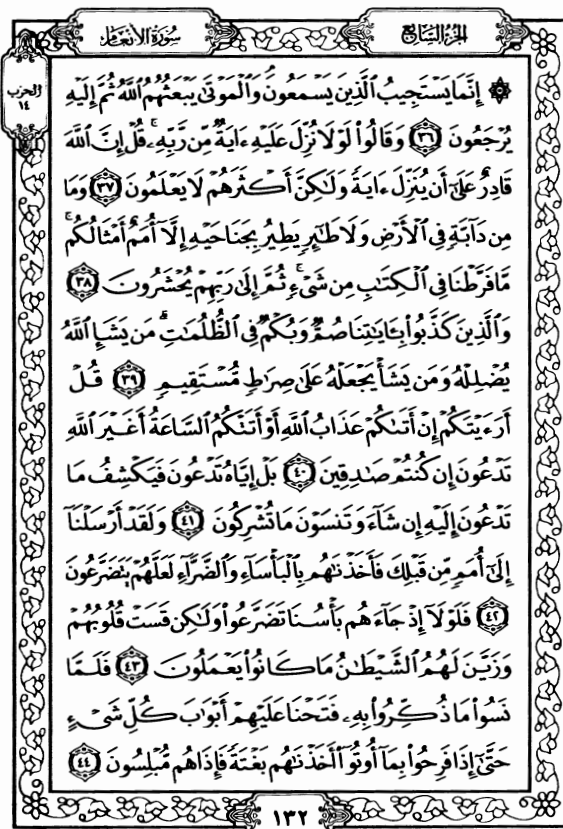 الجزء السابع
سورة الأنعام
الحزب
١٤
۞ إِنَّمَا يَسْتَجِيبُ ٱلَّذِينَ يَسْمَعُونَۘ وَٱلْمَوْتَىٰ يَبْعَثُهُمُ ٱللَّهُ ثُمَّ إِلَيْهِ
يُرْجَعُونَ ٣٦ وَقَالُوا۟ لَوْلَا نُزِّلَ عَلَيْهِ ءَايَةٌ مِّن رَّبِّهِۦۚ قُلْ إِنَّ ٱللَّهَ
قَادِرٌ عَلَىٰٓ أَن يُنَزِّلَ ءَايَةً وَلَـٰكِنَّ أَكْثَرَهُمْ لَا يَعْلَمُونَ ٣٧ وَمَا
مِن دَآبَّةٍ فِى ٱلْأَرْضِ وَلَا طَـٰٓئِرٍ يَطِيرُ بِجَنَاحَيْهِ إِلَّآ أُمَمٌ أَمْثَالُكُمۚ
مَّا فَرَّطْنَا فِى ٱلْكِتَـٰبِ مِن شَىْءٍۚ ثُمَّ إِلَىٰ رَبِّهِمْ يُحْشَرُونَ ٣٨
وَٱلَّذِينَ كَذَّبُوا۟ بِـَٔايَـٰتِنَا صُمٌّ وَبُكْمٌ فِى ٱلظُّلُمَـٰتِۗ مَن يَشَإِ ٱللَّهُ
يُضْلِلْهُ وَمَن يَشَأْ يَجْعَلْهُ عَلَىٰ صِرَٰطٍ مُّسْتَقِيمٍ ٣٩ قُلْ
أَرَءَيْتَكُمْ إِنْ أَتَىٰكُمْ عَذَابُ ٱللَّهِ أَوْ أَتَتْكُمُ ٱلسَّاعَةُ أَغَيْرَ ٱللَّهِ
تَدْعُونَ إِن كُنتُمْ صَـٰدِقِينَ ٤٠ بَلْ إِيَّاهُ تَدْعُونَ فَيَكْشِفُ مَا
تَدْعُونَ إِلَيْهِ إِن شَآءَ وَتَنسَوْنَ مَا تُشْرِكُونَ ٤١ وَلَقَدْ أَرْسَلْنَآ
إِلَىٰٓ أُمَمٍ مِّن قَبْلِكَ فَأَخَذْنَـٰهُم بِٱلْبَأْسَآءِ وَٱلضَّرَّآءِ لَعَلَّهُمْ يَتَضَرَّعُونَ
٤٢ فَلَوْلَآ إِذْ جَآءَهُم بَأْسُنَا تَضَرَّعُوا۟ وَلَـٰكِن قَسَتْ قُلُوبُهُمْ
وَزَيَّنَ لَهُمُ ٱلشَّيْطَـٰنُ مَا كَانُوا۟ يَعْمَلُونَ ٤٣ فَلَمَّا
نَسُوا۟ مَا ذُكِّرُوا۟ بِهِۦ فَتَحْنَا عَلَيْهِمْ أَبْوَٰبَ كُلِّ شَىْءٍ
حَتَّىٰٓ إِذَا فَرِحُوا۟ بِمَآ أُوتُوٓا۟ أَخَذْنَـٰهُم بَغْتَةً فَإِذَا هُم مُّبْلِسُونَ ٤٤
١٣٢